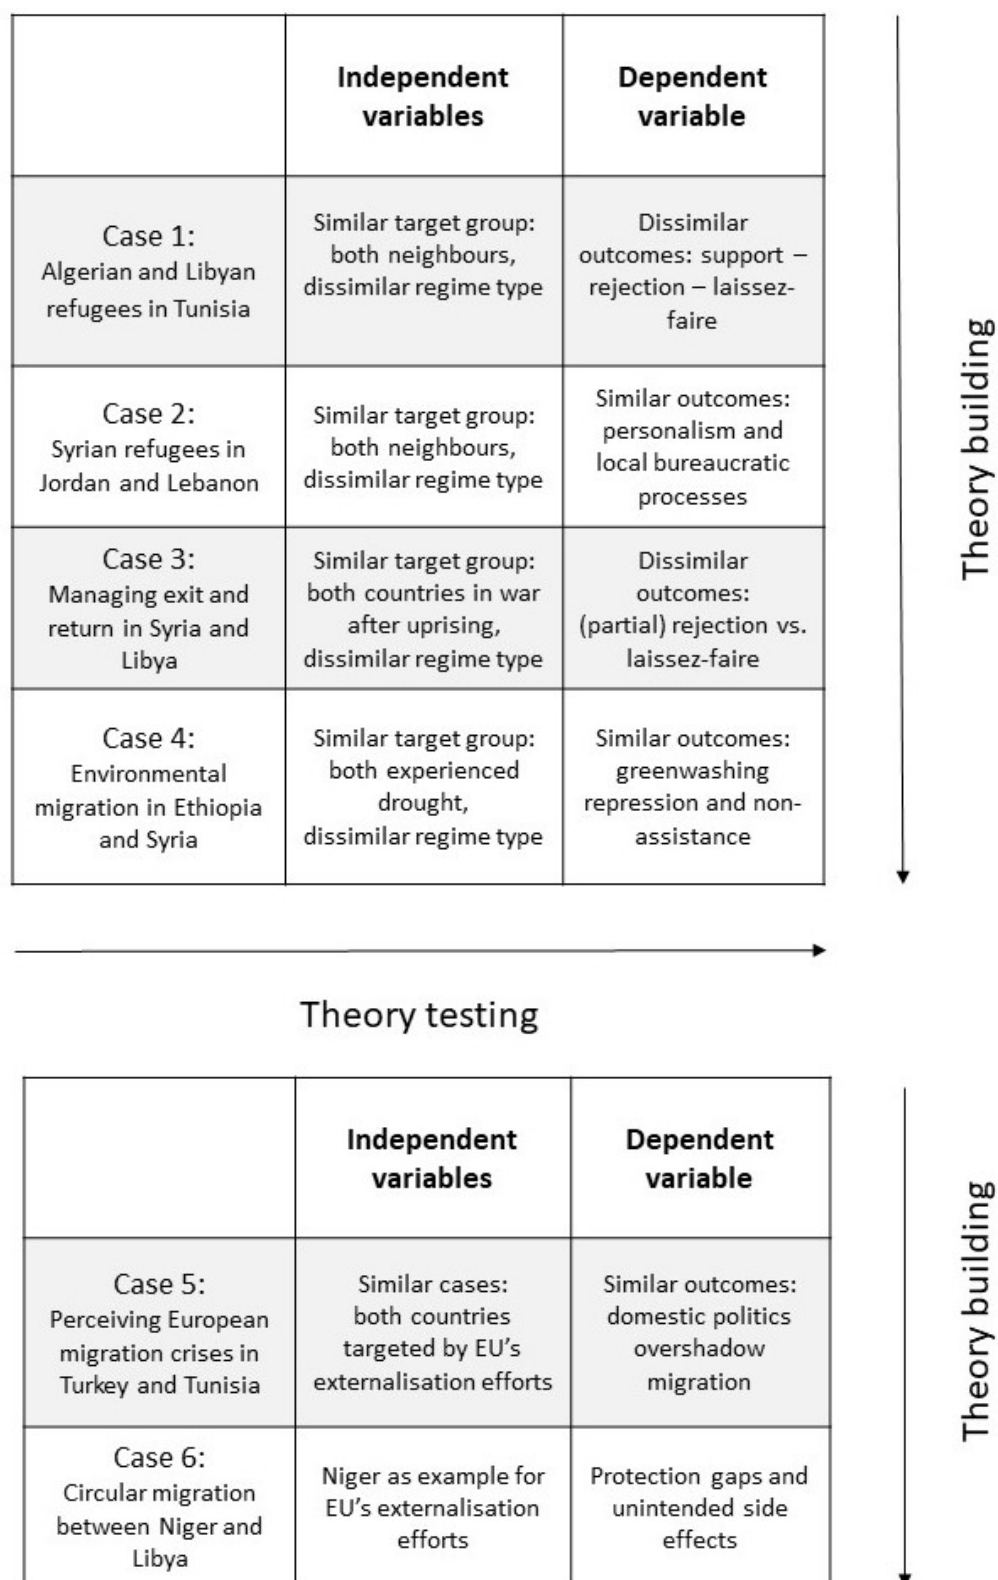 Independent
variables
Dependent
variable
Case 1:
Algerian and Libyan
refugees in Tunisia
Similar target group:
both neighbours,
dissimilar regime type
Dissimilar
outcomes: support –
rejection – laissez-
faire
Case 2:
Syrian refugees in
Jordan and Lebanon
Similar target group:
both neighbours,
dissimilar regime type
Similar outcomes:
personalism and
local bureaucratic
processes
Case 3:
Managing exit and
return in Syria and
Libya
Similar target group:
both countries in war
after uprising,
dissimilar regime type
Dissimilar
outcomes:
(partial) rejection vs.
laissez-faire
Case 4:
Environmental
migration in Ethiopia
and Syria
Similar target group:
both experienced
drought,
dissimilar regime type
Similar outcomes:
greenwashing
repression and non-
assistance
Theory building
Theory testing
Independent
variables
Dependent
variable
Case 5:
Perceiving European
migration crises in
Turkey and Tunisia
Similar cases:
both countries
targeted by EU's
externalisation efforts
Similar outcomes:
domestic politics
overshadow
migration
Case 6:
Circular migration
between Niger and
Libya
Niger as example for
EU's externalisation
efforts
Protection gaps and
unintended side
effects
Theory building